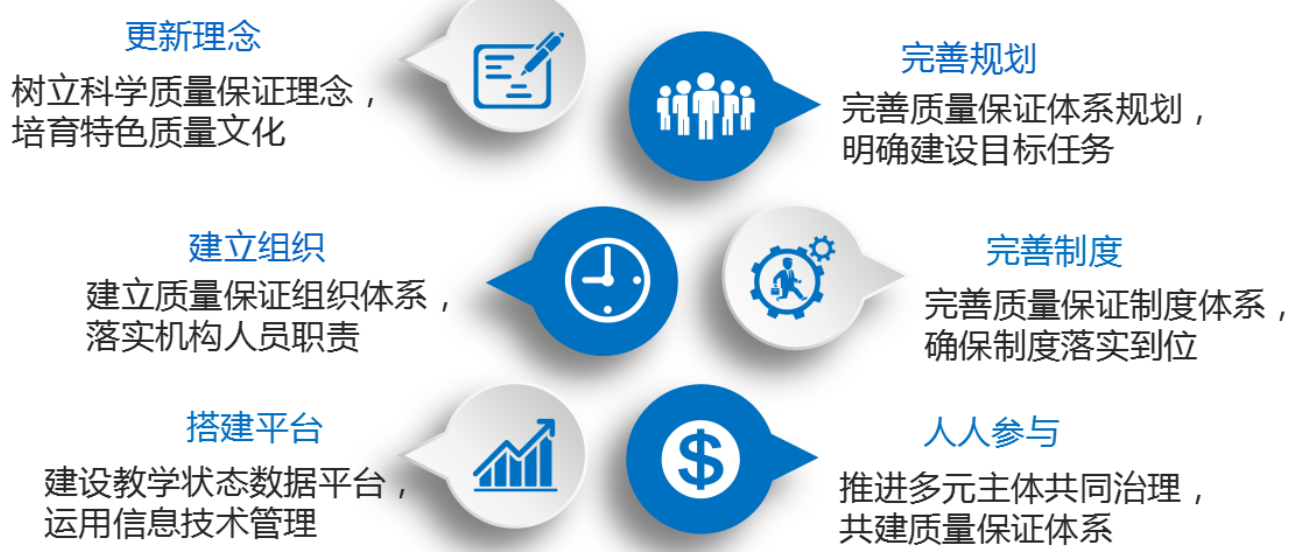 更新理念
树立科学质量保证理念，
培育特色质量文化
完善规划
完善质量保证体系规划，
明确建设目标任务
建立组织
建立质量保证组织体系，
落实机构人员职责
完善制度
完善质量保证制度体系，
确保制度落实到位
搭建平台
建设教学状态数据平台，
运用信息技术管理
$
人人参与
推进多元主体共同治理，
共建质量保证体系